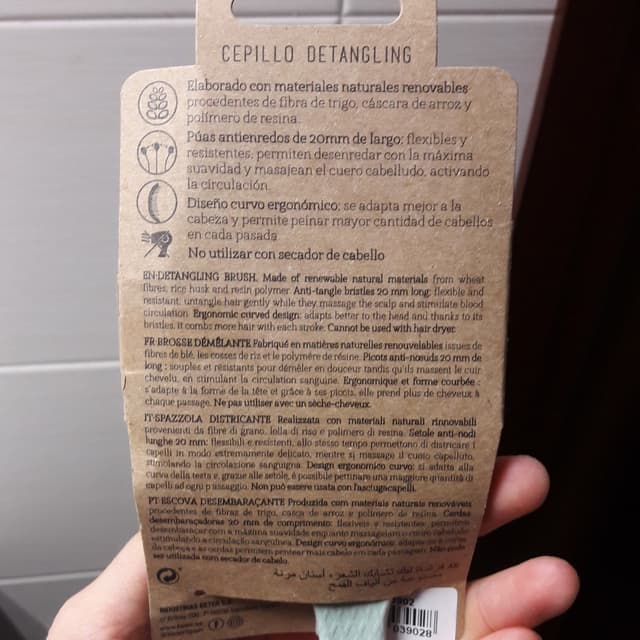 CEPILLO DETANGLING
Elaborado con materiales naturales renovables
procedentes de fibra de trigo, cáscara de arroz y
polímero de resina.
Púas antienredos de 20mm de largo; flexibles y
resistentes, permiten desenredar con la máxima
suavidad y masajean el cuero cabelludo, activando
la circulación.
Diseño curvo ergonómico; se adapta mejor a la
cabeza y permite peinar mayor cantidad de cabellos
en cada pasada
No utilizar con secador de cabello
EN-DETANGLING BRUSH. Made of renewable natural materials from wheat
fibres, rice husk and resin polymer. Anti-tangle bristles 20 mm long; flexible and
resistant, untangle hair gently while they massage the scalp and stimulate blood
circulation. Ergonomic curved design; adapts better to the head and thanks to its
bristles, it combs more hair with each stroke. Cannot be used with hair dryer.
FR-BROSSE DÉMÊLANTE Fabriqué en matières naturelles renouvelables issues de
fibres de blé, les cosses de riz et le polymère de résine. Picots anti-nœuds 20 mm de
long; souples et résistants pour démêler en douceur tandis qu'ils massent le cuir
chevelu, en stimulant la circulation sanguine. Ergonomique et forme courbée;
s'adapte à la forme de la tête et grâce à ses picots, elle prend plus de cheveux à
chaque passage. Ne pas utiliser avec un sèche-cheveux.
IT-SPAZZOLA DISTRICANTE Realizzata con materiali naturali rinnovabili
provenienti da fibre di grano, lolla di riso e polimero di resina. Setole anti-nodi
lunghe 20 mm: flessibili e resistenti, allo stesso tempo permettono di districare i
capelli in modo estremamente delicato, mentre si massaggia il cuoio capelluto,
stimolando la circolazione sanguigna. Design ergonomico curvo; si adatta alla
curva della testa e, grazie alle setole, è possibile pettinare una maggiore quantità di
capelli ad ogni passaggio. Non può essere usata con l'asciugacapelli.
PT-ESCOVA DESEMBARAÇANTE Produzida com materiais naturais renováveis
procedentes de fibras de trigo, casca de arroz e polímero de resina. Cerdas
desembaraçadoras 20 mm de comprimento; flexíveis e resistentes, permitem
desembaraçar com a máxima suavidade enquanto massageiam o couro cabeludo,
estimulando a circulação sanguínea. Design curvo ergonómico; adapta-se
da cabeça e as cerdas permitem pentear mais cabelo em cada passagem. Não pode
ser utilizada com secador de cabelo.
INDUSTRIAS BETER
039028